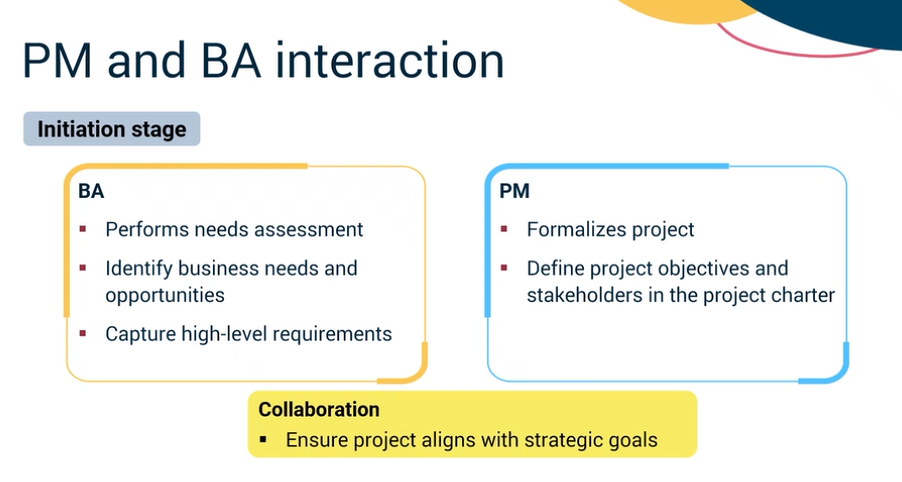 PM and BA interaction
Initiation stage
BA
▪ Performs needs assessment
▪ Identify business needs and
opportunities
▪ Capture high-level requirements
PM
▪ Formalizes project
▪ Define project objectives and
stakeholders in the project charter
Collaboration
▪ Ensure project aligns with strategic goals